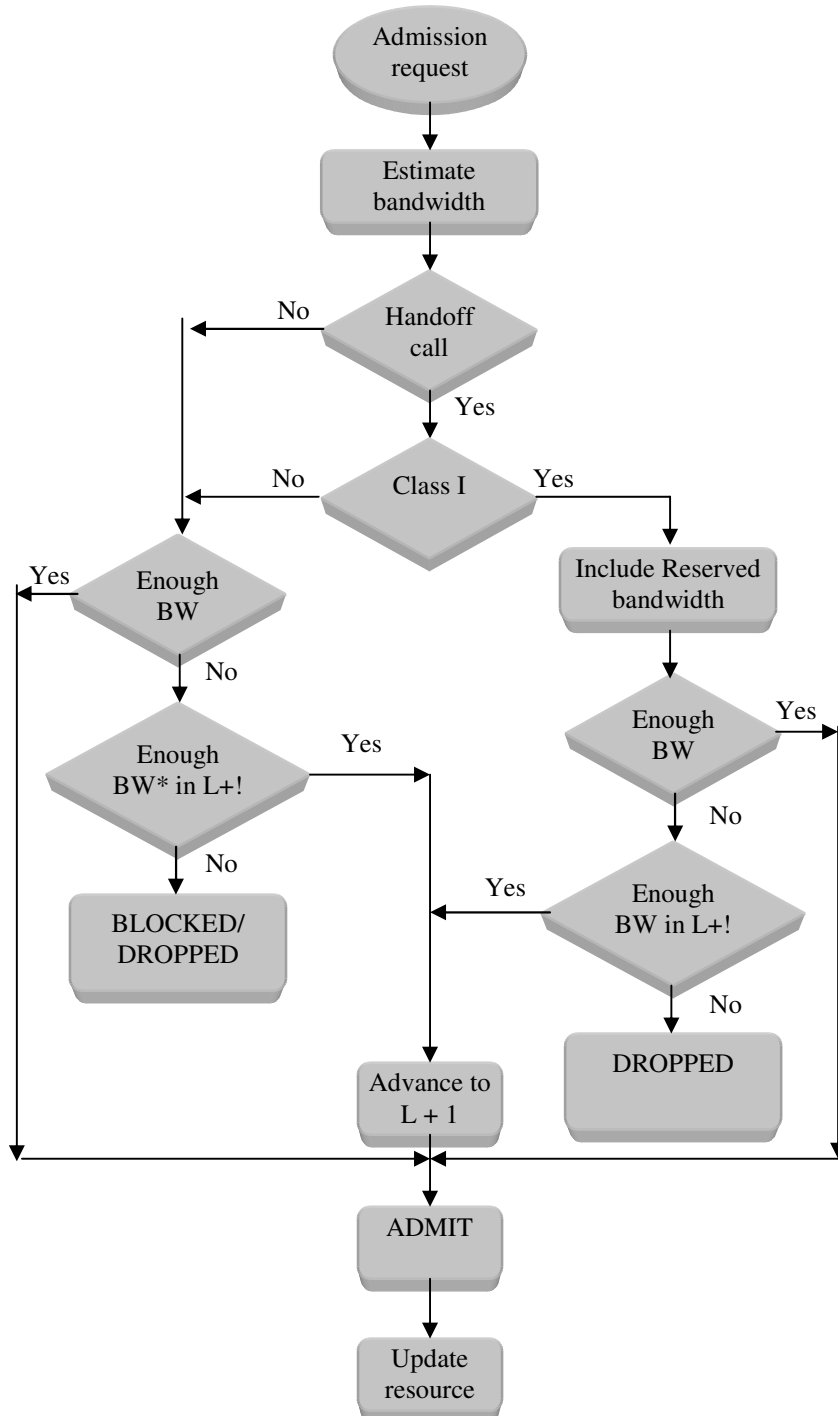 Admission
request
Estimate
bandwidth
No
Handoff
call
Yes
No
Class I
Yes
Yes
Enough
BW
Include Reserved
bandwidth
No
Enough
BW
Yes
Enough
BW* in L+!
Yes
No
No
Yes
Enough
BW in L+!
BLOCKED/
DROPPED
No
DROPPED
Advance to
L + 1
ADMIT
Update
resource